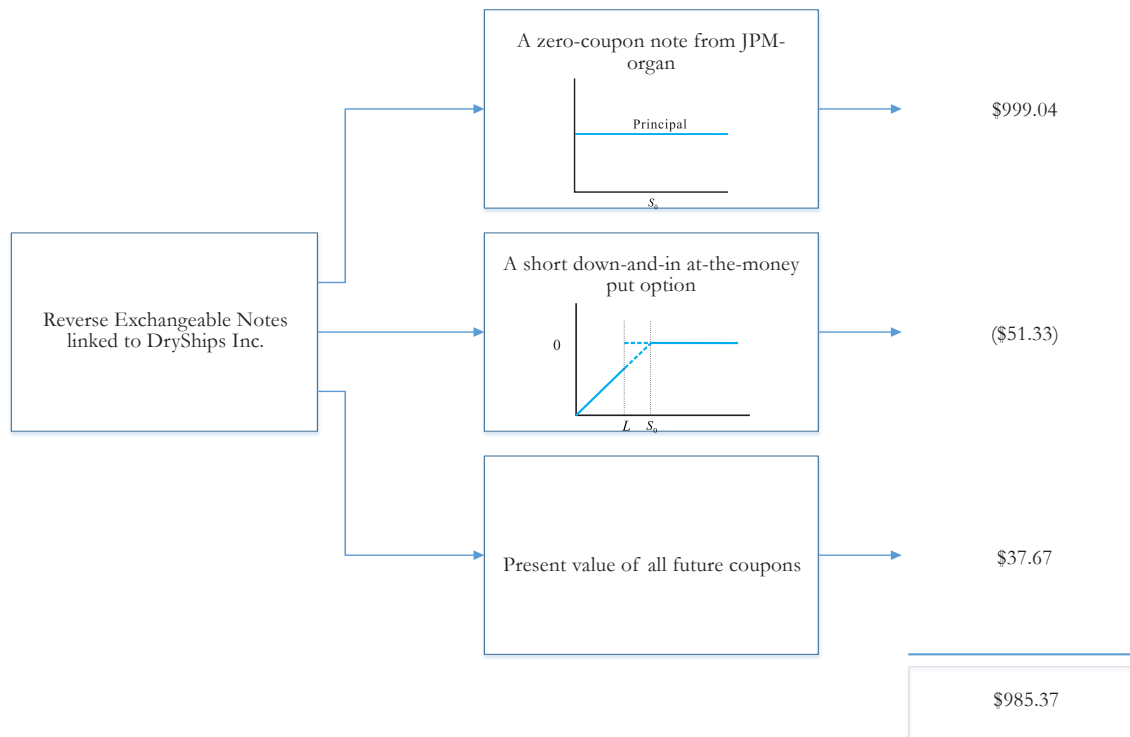 A zero-coupon note from JPM-
organ
Principal
S₀
$999.04
Reverse Exchangeable Notes
linked to DryShips Inc.
A short down-and-in at-the-money
put option
0
L S₀
($51.33)
Present value of all future coupons
$37.67
$985.37